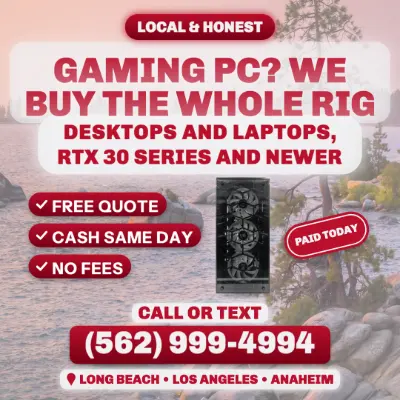 LOCAL & HONEST
GAMING PC? WE
BUY THE WHOLE RIG
DESKTOPS AND LAPTOPS,
RTX 30 SERIES AND NEWER
FREE QUOTE
CASH SAME DAY
NO FEES
PAID TODAY
CALL OR TEXT
(562) 999-4994
LONG BEACH • LOS ANGELES • ANAHEIM